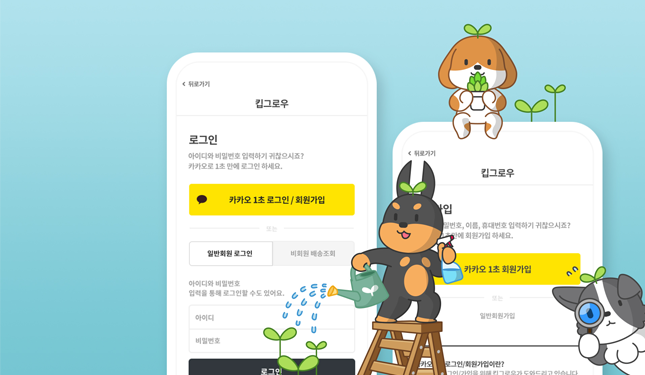 뒤로가기
킵그로우
로그인
아이디와 비밀번호 입력하기 귀찮으시죠?
카카오로 1초 만에 로그인 하세요.
카카오 1초 로그인 / 회원가입
또는
일반회원 로그인
비회원 배송조회
아이디와 비밀번호
입력을 통해 로그인할 수도 있어요.
아이디
비밀번호
로그인
뒤로가기
킵그로우
가입
번호, 이름, 휴대번호 입력하기 귀찮으시죠?
만에 회원가입 하세요.
카카오 1초 회원가입
또는
일반회원가입
로그인/회원가입이란?